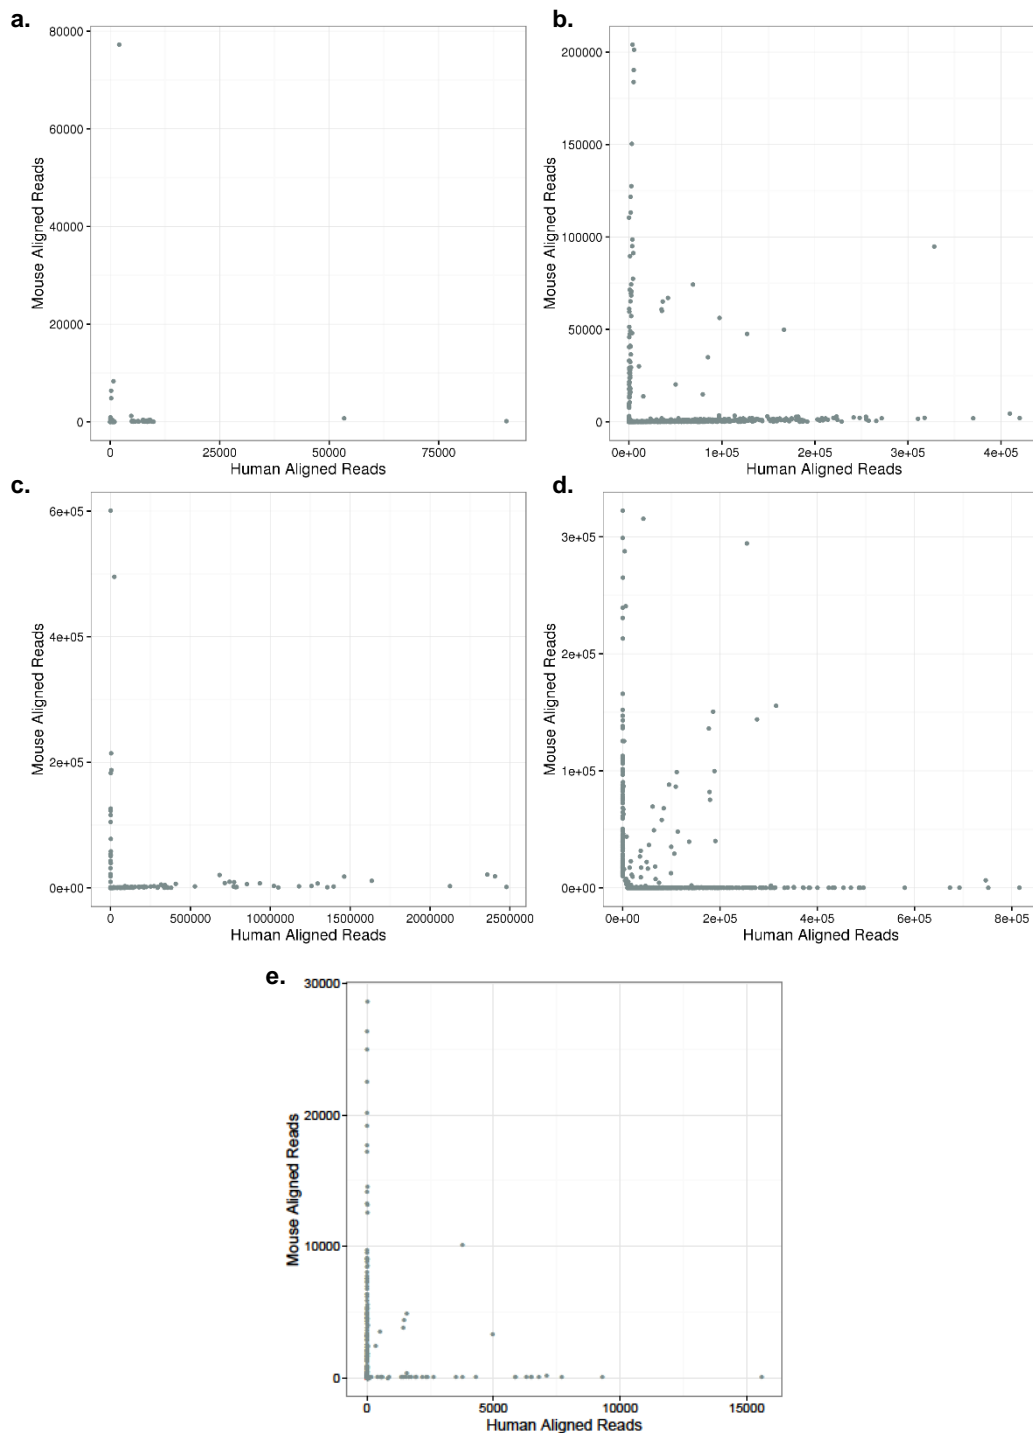 a.
80000
60000
40000
20000
0
Mouse Aligned Reads
0 25000 50000 75000
Human Aligned Reads
b.
200000
150000
100000
50000
0
Mouse Aligned Reads
0e+00 1e+05 2e+05 3e+05 4e+05
Human Aligned Reads
c.
6e+05
4e+05
2e+05
0e+00
Mouse Aligned Reads
0 500000 1000000 1500000 2000000 2500000
Human Aligned Reads
d.
3e+05
2e+05
1e+05
0e+00
Mouse Aligned Reads
0e+00 2e+05 4e+05 6e+05 8e+05
Human Aligned Reads
e.
30000
20000
10000
0
Mouse Aligned Reads
0 5000 10000 15000
Human Aligned Reads